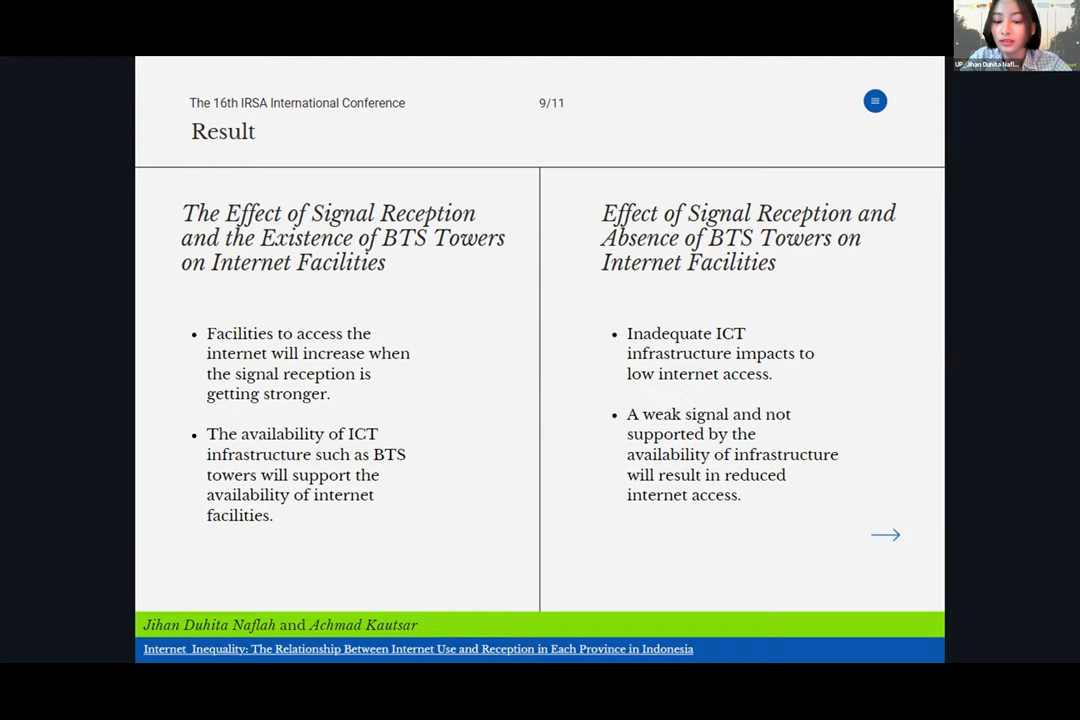 The 16th IRSA International Conference
9/11
Result
The Effect of Signal Reception
and the Existence of BTS Towers
on Internet Facilities
Facilities to access the
internet will increase when
the signal reception is
getting stronger.
The availability of ICT
infrastructure such as BTS
towers will support the
availability of internet
facilities.
Effect of Signal Reception and
Absence of BTS Towers on
Internet Facilities
Inadequate ICT
infrastructure impacts to
low internet access.
A weak signal and not
supported by the
availability of infrastructure
will result in reduced
internet access.
Jihan Duhita Naflah and Achmad Kautsar
Internet Inequality: The Relationship Between Internet Use and Reception in Each Province in Indonesia
UP_Jihan Duhita Nafl...